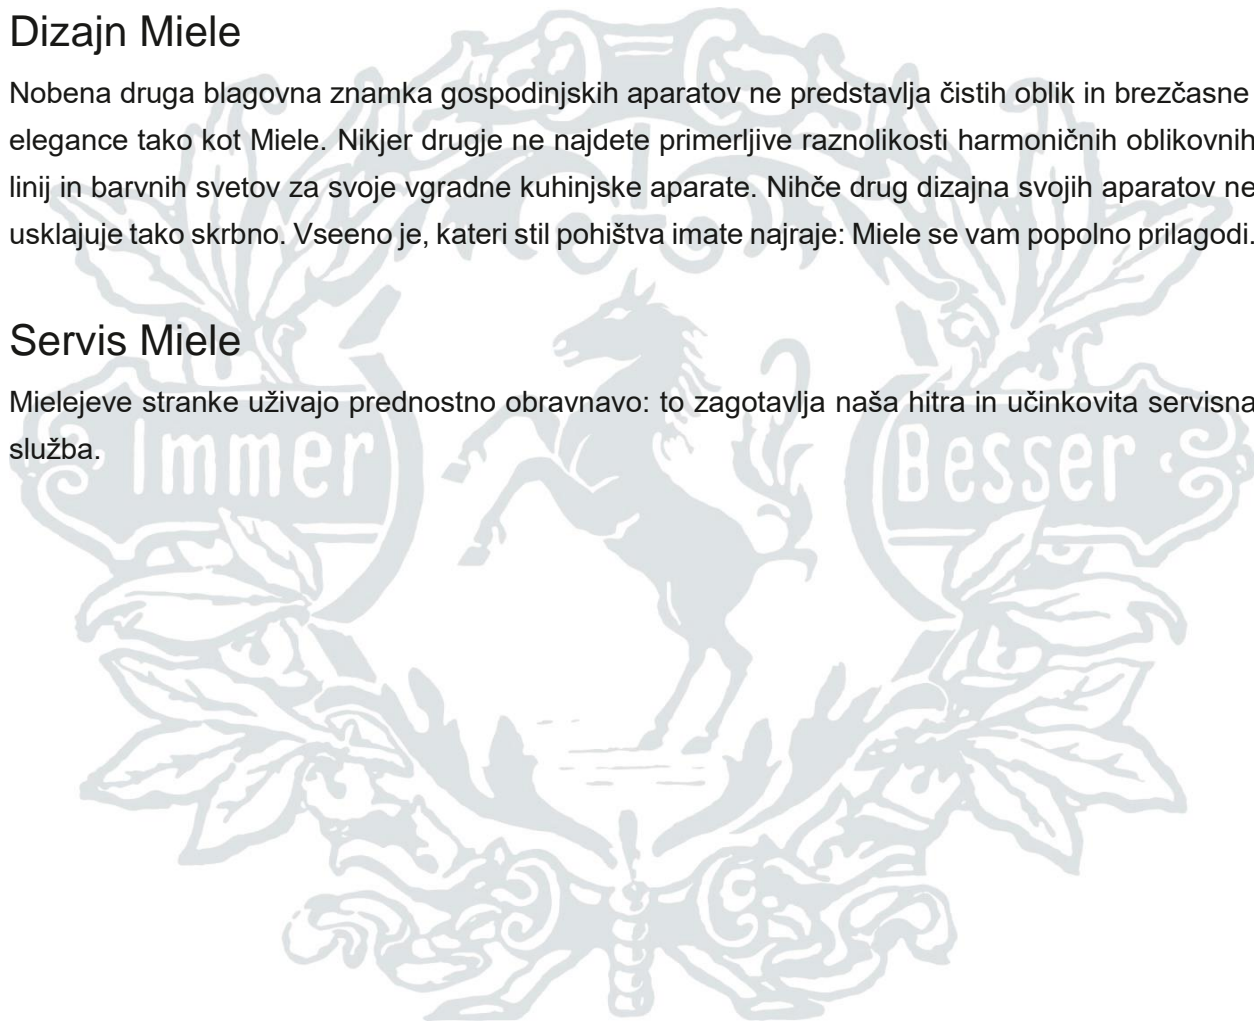 Dizajn Miele
Nobena druga blagovna znamka gospodinjskih aparatov ne predstavlja čistih oblik in brezčasne
elegance tako kot Miele. Nikjer drugje ne najdete primerljive raznolikosti harmoničnih oblikovnih
linij in barvnih svetov za svoje vgradne kuhinjske aparate. Nihče drug dizajna svojih aparatov ne
usklajuje tako skrbno. Vseeno je, kateri stil pohištva imate najraje: Miele se vam popolno prilagodi.
Servis Miele
Mielejeve stranke uživajo prednostno obravnavo: to zagotavlja naša hitra in učinkovita servisna
služba.
Immer Besser